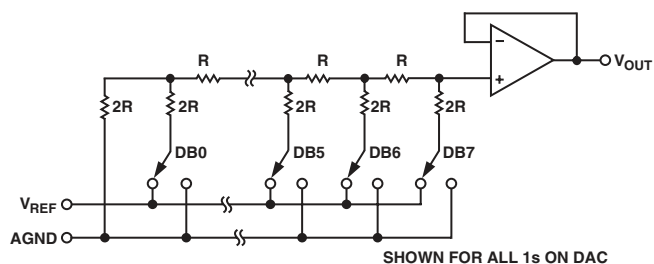 R R R
− + V_OUT
2R 2R 2R 2R 2R
DB0 DB5 DB6 DB7
V_REF
AGND
SHOWN FOR ALL 1s ON DAC